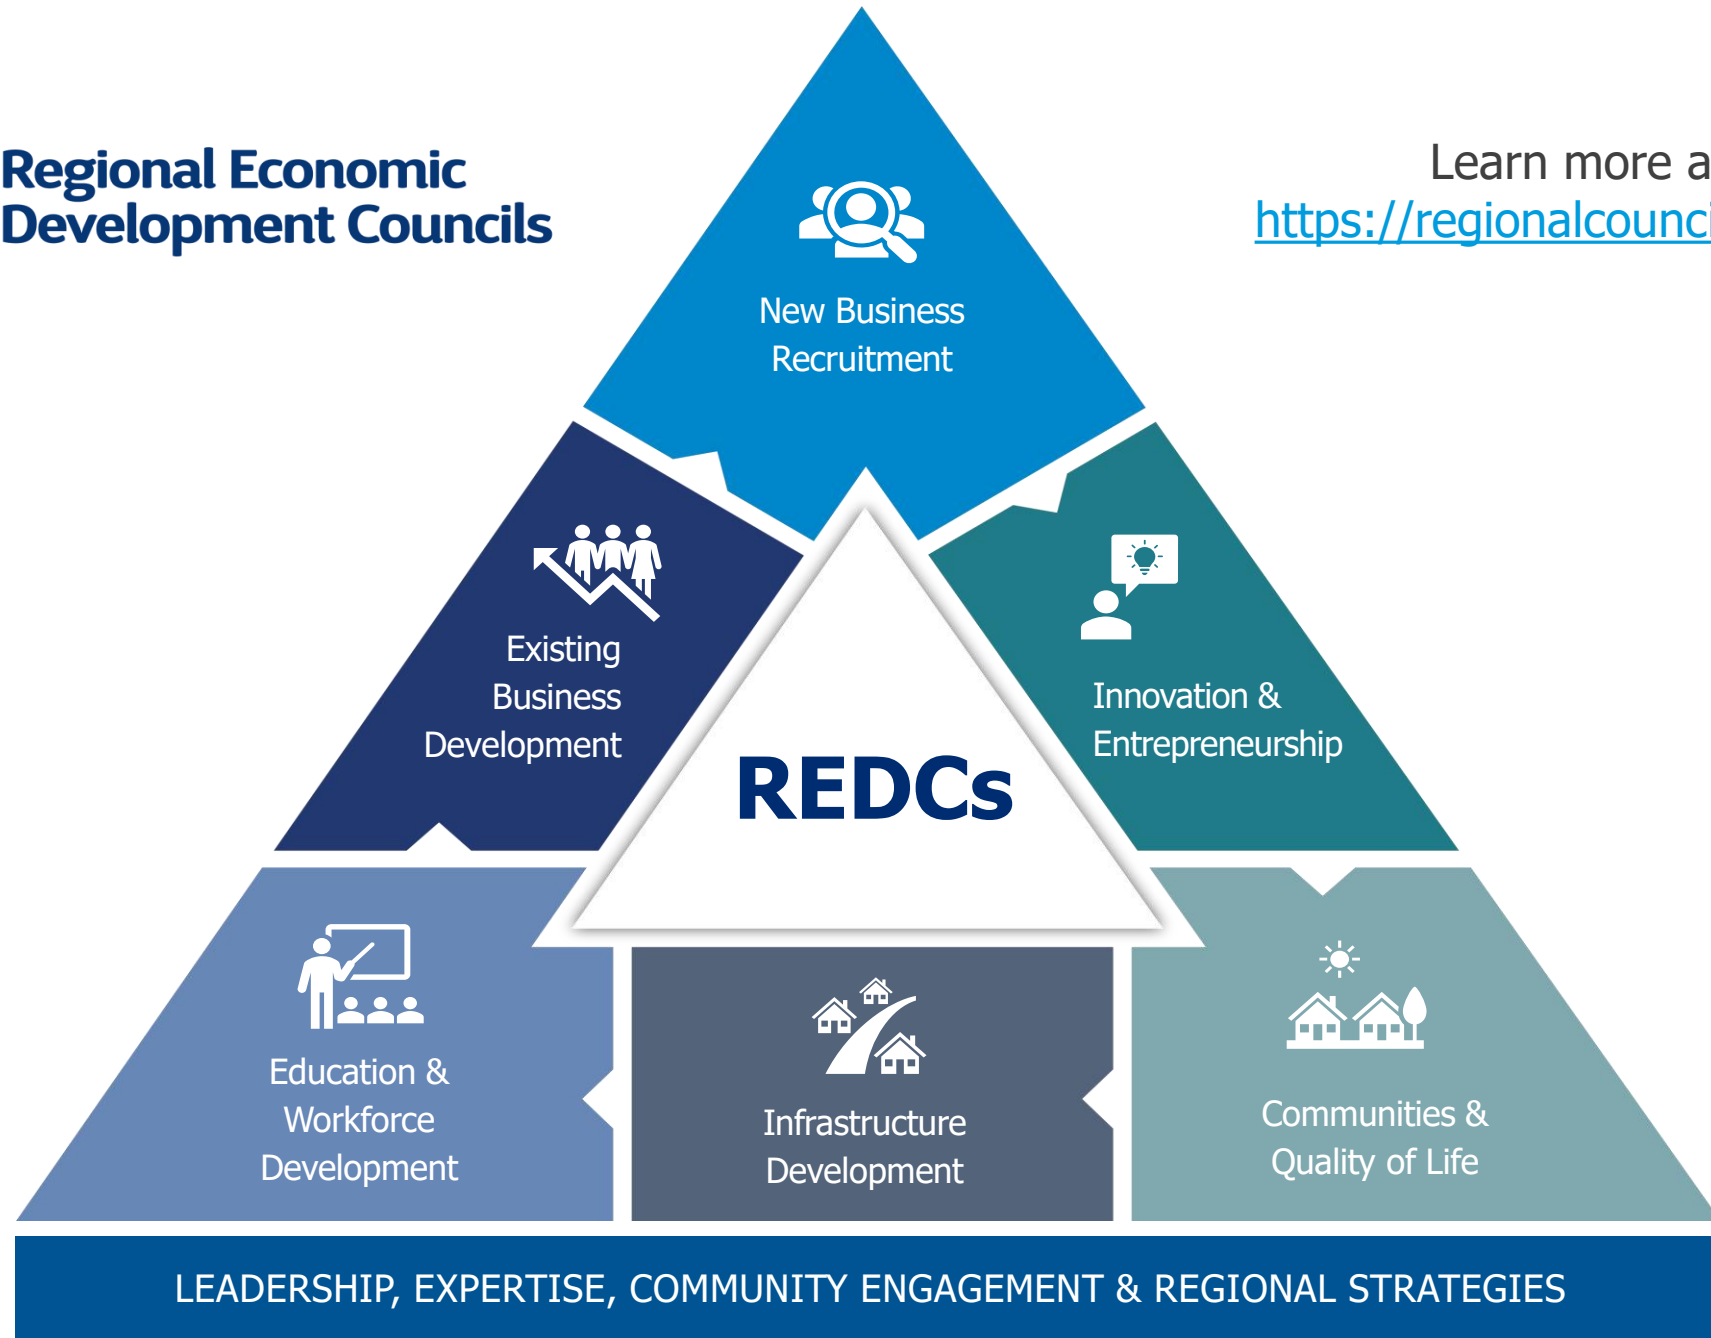 Regional Economic
Development Councils
Learn more a
https://regionalcounci
New Business
Recruitment
Existing
Business
Development
Innovation &
Entrepreneurship
REDCs
Education &
Workforce
Development
Infrastructure
Development
Communities &
Quality of Life
LEADERSHIP, EXPERTISE, COMMUNITY ENGAGEMENT & REGIONAL STRATEGIES